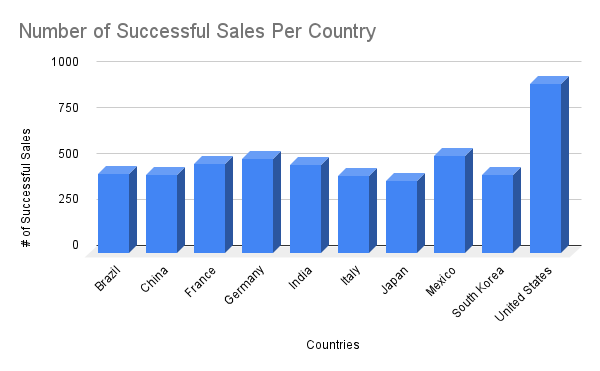 Number of Successful Sales Per Country
1000
750
500
250
0
# of Successful Sales
Brazil
China
France
Germany
India
Italy
Japan
Mexico
South Korea
United States
Countries